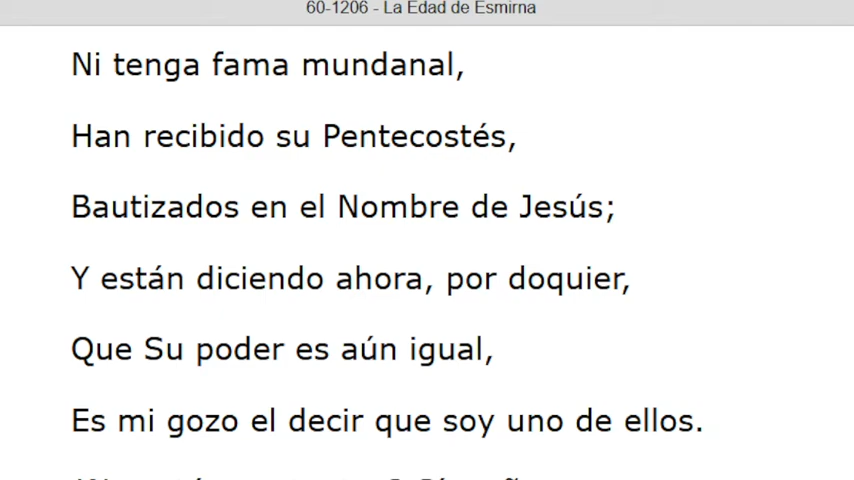 60-1206 - La Edad de Esmirna
Ni tenga fama mundanal,
Han recibido su Pentecostés,
Bautizados en el Nombre de Jesús;
Y están diciendo ahora, por doquier,
Que Su poder es aún igual,
Es mi gozo el decir que soy uno de ellos.